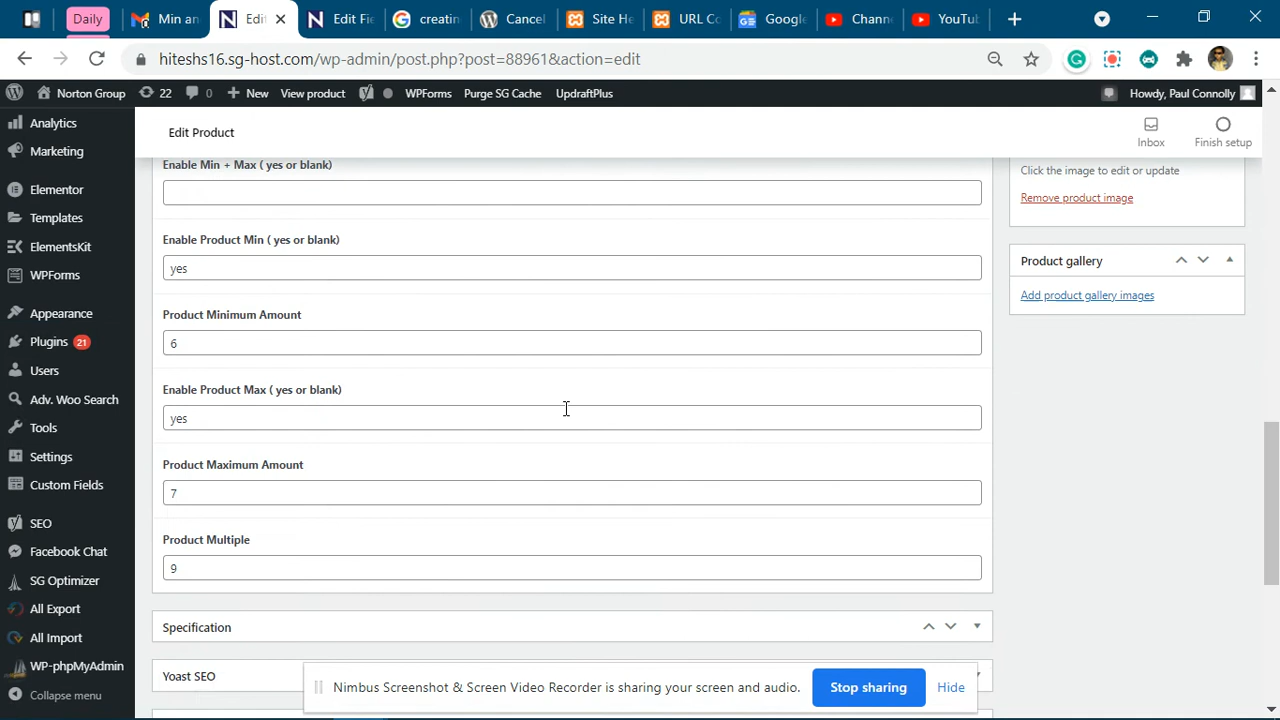 Daily
Min an
Edit
Edit Fie
creatin
Cancel
Site He
URL Co
Google
Chann
YouTu
hiteshs16.sg-host.com/wp-admin/post.php?post=88961&action=edit
Norton Group
22
0
New
View product
WPForms
Purge SG Cache
UpdraftPlus
Howdy, Paul Connolly
Analytics
Marketing
Elementor
Templates
ElementsKit
WPForms
Appearance
Plugins 21
Users
Adv. Woo Search
Tools
Settings
Custom Fields
SEO
Facebook Chat
SG Optimizer
All Export
All Import
WP-phpMyAdmin
Collapse menu
Edit Product
Inbox
Finish setup
Enable Min + Max ( yes or blank)
Enable Product Min ( yes or blank)
yes
Product Minimum Amount
6
Enable Product Max ( yes or blank)
yes
Product Maximum Amount
7
Product Multiple
9
Specification
Yoast SEO
Click the image to edit or update
Remove product image
Product gallery
Add product gallery images
Nimbus Screenshot & Screen Video Recorder is sharing your screen and audio.
Stop sharing
Hide